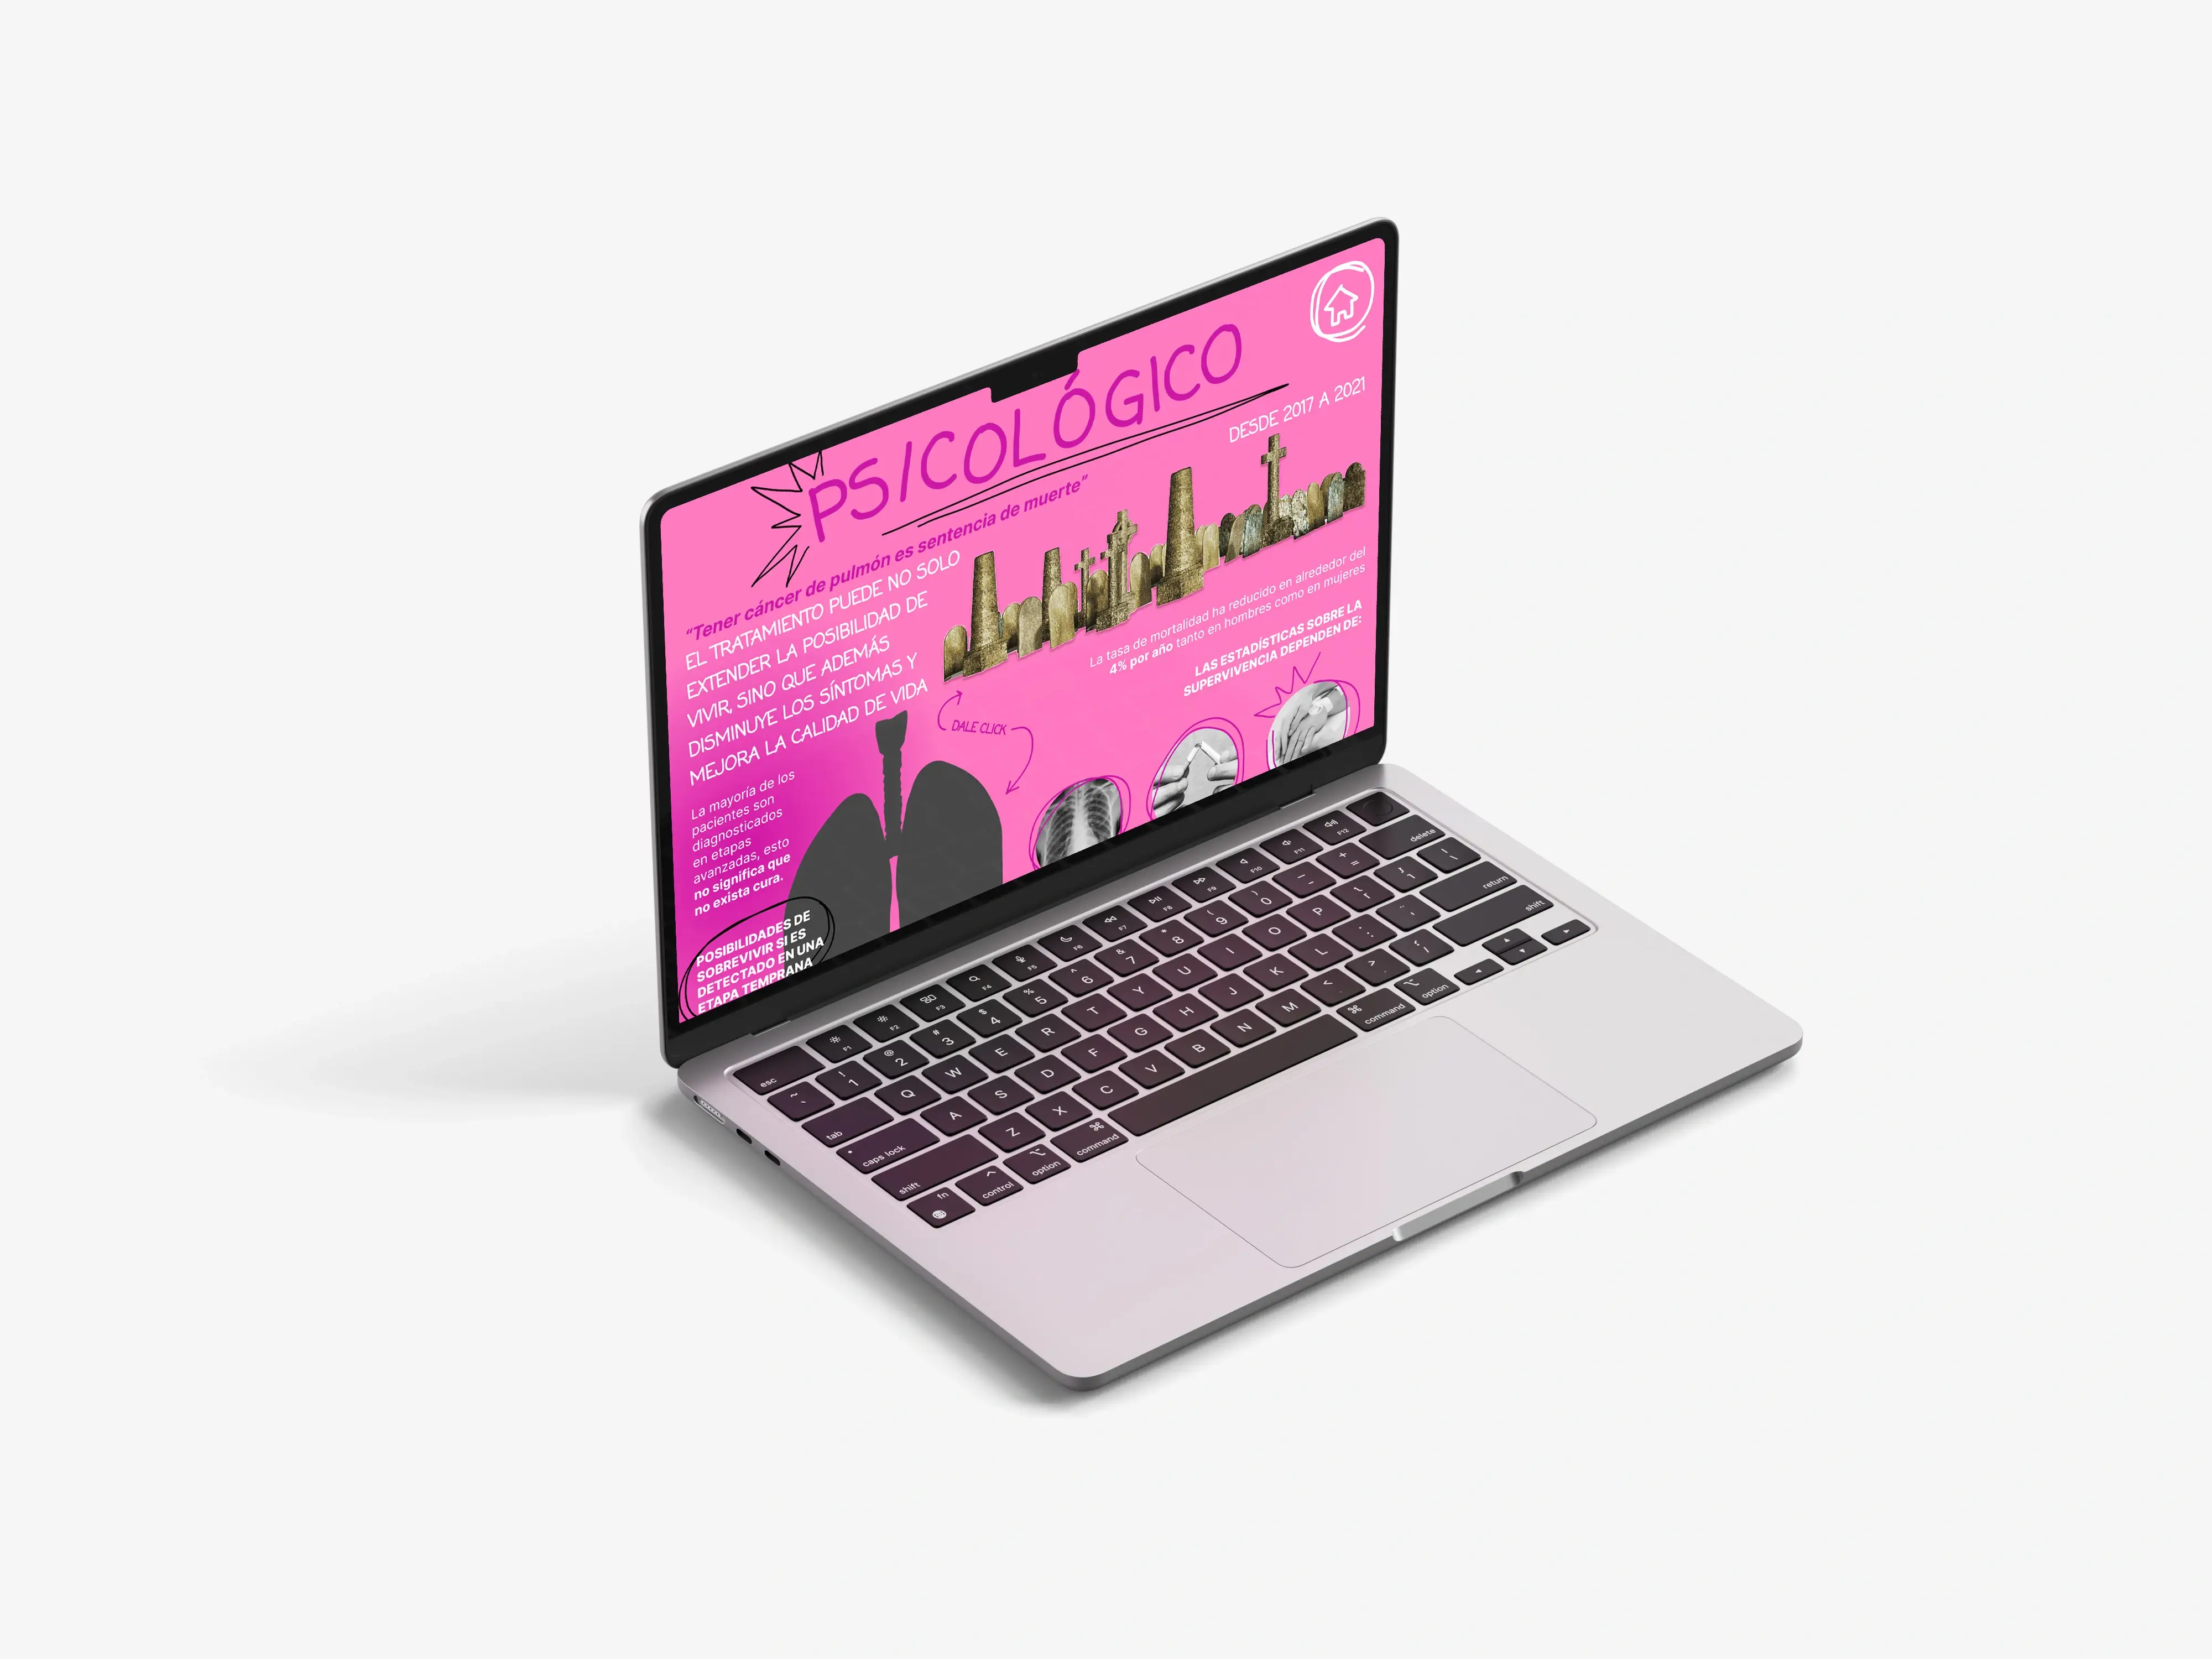 PSICOLÓGICO
DESDE 2017 A 2021
“Tener cáncer de pulmón es sentencia de muerte”
EL TRATAMIENTO PUEDE NO SOLO
EXTENDER LA POSIBILIDAD DE
VIVIR, SINO QUE ADEMÁS
DISMINUYE LOS SÍNTOMAS Y
MEJORA LA CALIDAD DE VIDA
La tasa de mortalidad ha reducido en alrededor del
4% por año tanto en hombres como en mujeres
LAS ESTADÍSTICAS SOBRE LA
SUPERVIVENCIA DEPENDEN DE:
DALE CLICK
La mayoría de los
pacientes son
diagnosticados
en etapas
avanzadas, esto
no significa que
no exista cura.
POSIBILIDADES DE
SOBREVIVIR SI ES
DETECTADO EN UNA
ETAPA TEMPRANA
esc F1 F2 F3 F4 F5 F6 F7 F8 F9 F10 F11 F12
~ ! 1 @ 2 # 3 $ 4 % 5 ^ 6 & 7 * 8 ( 9 ) 0 _ - + = delete
tab Q W E R T Y U I O P { [ } ] | \
caps lock A S D F G H J K L : ; " ' return
shift Z X C V B N M < , > . ? / shift
fn control option command command option